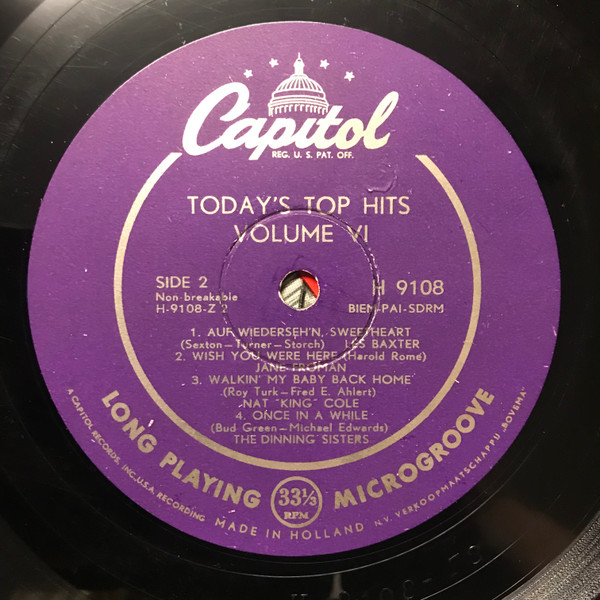 Capitol
REG. U. S. PAT. OFF.
TODAY'S TOP HITS
VOLUME VI
SIDE 2
Non-breakable
H-9108-Z
H 9108
BIEM-PAI-SDRM
1. AUF WIEDERSEH'N, SWEETHEART
(Sexton-Turner-Storch) LES BAXTER
2. WISH YOU WERE HERE (Harold Rome)
JANE FROMAN
3. WALKIN' MY BABY BACK HOME
(Roy Turk-Fred E. Ahlert)
NAT "KING" COLE
4. ONCE IN A WHILE
(Bud Green-Michael Edwards)
THE DINNING SISTERS
LONG PLAYING 33 1/3 RPM MICROGROOVE
A CAPITOL RECORDS, INC. U.S.A. RECORDING MADE IN HOLLAND N.V. VERKOOPMAATSCHAPPIJ „BOVEMA"